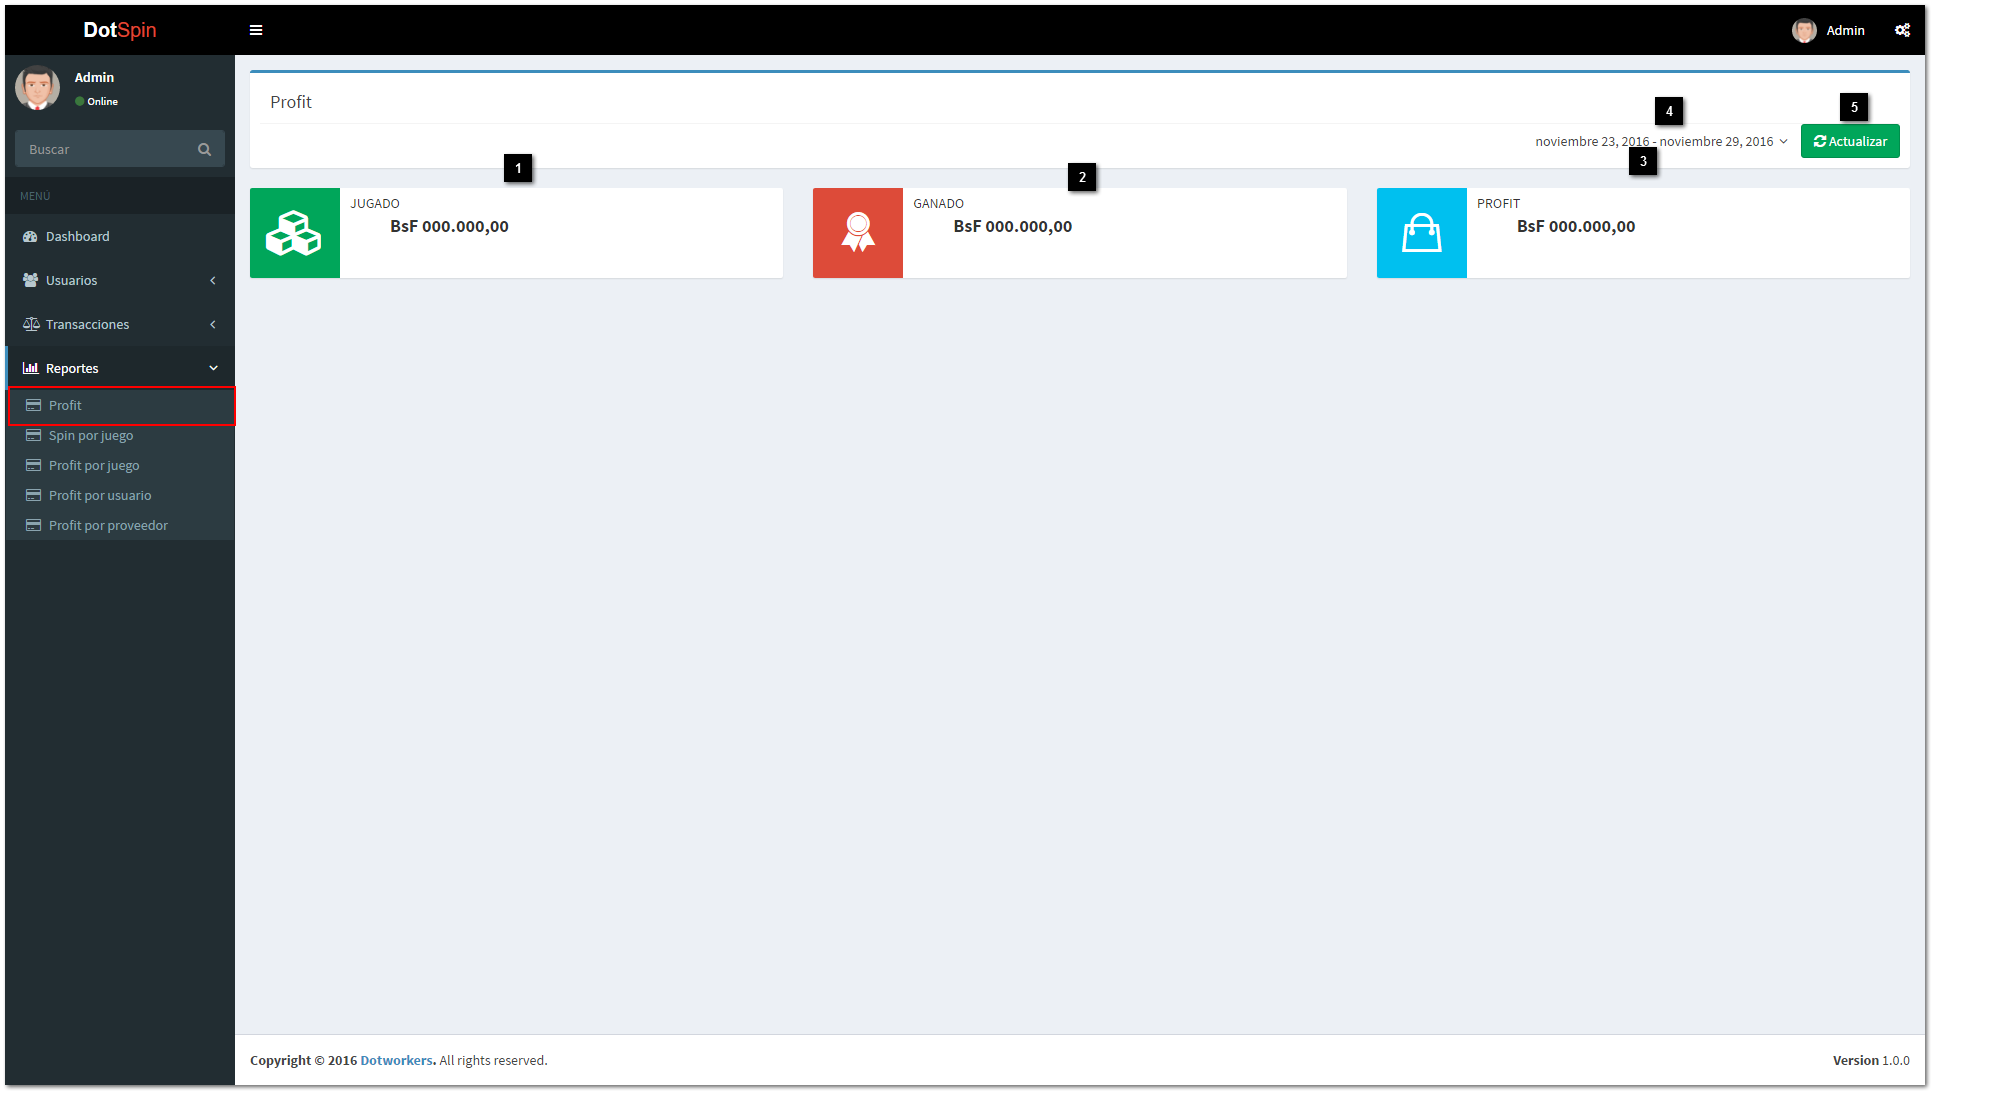 DotSpin
Admin
Admin
Online
Buscar
MENÚ
Dashboard
Usuarios
Transacciones
Reportes
Profit
Spin por juego
Profit por juego
Profit por usuario
Profit por proveedor
Profit
4
5
noviembre 23, 2016 - noviembre 29, 2016
Actualizar
1
2
3
JUGADO
BsF 000.000,00
GANADO
BsF 000.000,00
PROFIT
BsF 000.000,00
Copyright © 2016 Dotworkers. All rights reserved.
Version 1.0.0